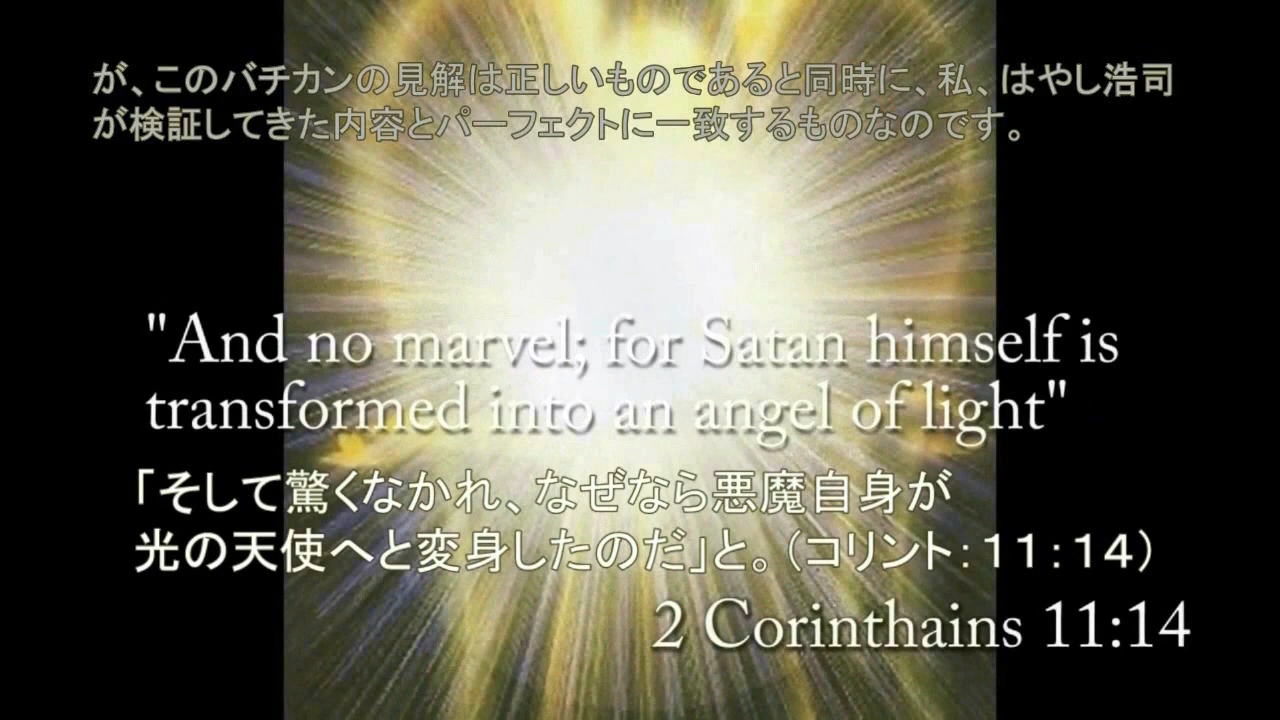 が、このバチカンの見解は正しいものであると同時に、私、はやし浩司
が検証してきた内容とパーフェクトに一致するものなのです。
"And no marvel; for Satan himself is
transformed into an angel of light"
「そして驚くなかれ、なぜなら悪魔自身が
光の天使へと変身したのだ」と。（コリント：１１：１４）
2 Corinthains 11:14